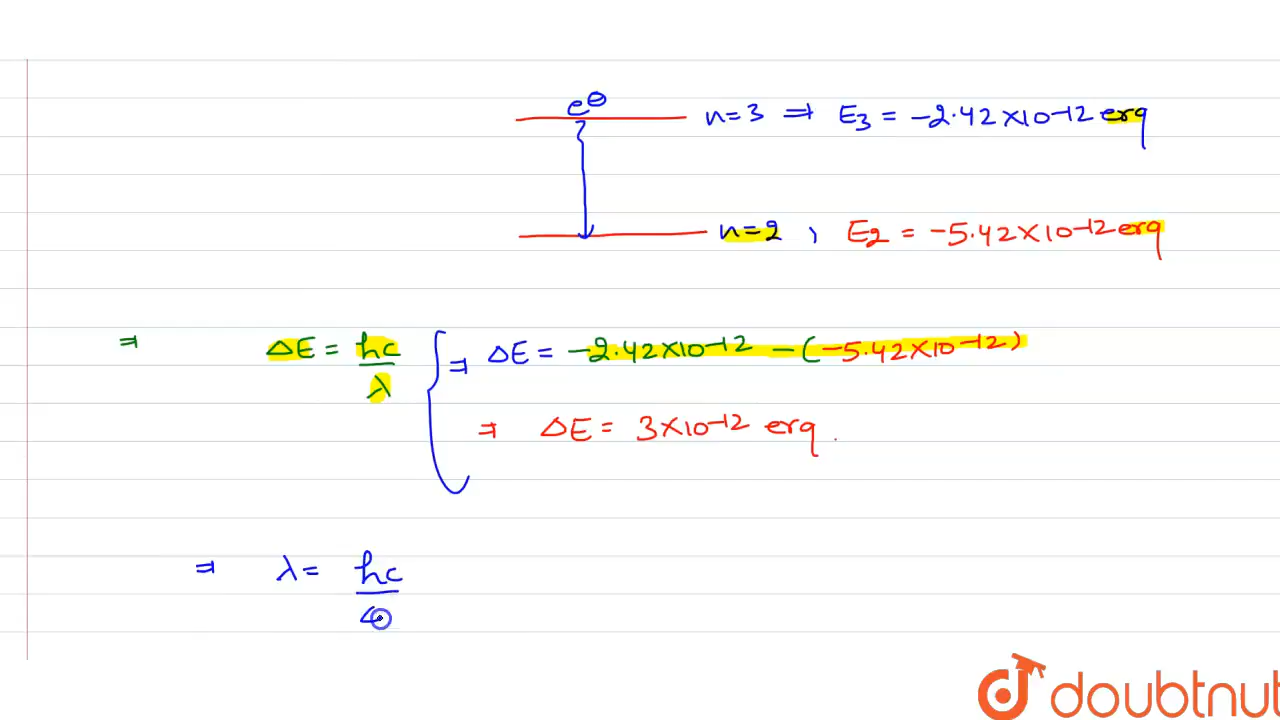 e⊖
n=3 ⇒ E3 = -2.42×10-12 erg
n=2 , E2 = -5.42×10-12 erg
⇒ ΔE = hc/λ { ⇒ ΔE = -2.42×10-12 - (-5.42×10-12)
⇒ ΔE = 3×10-12 erg.
⇒ λ = hc
doubtnut